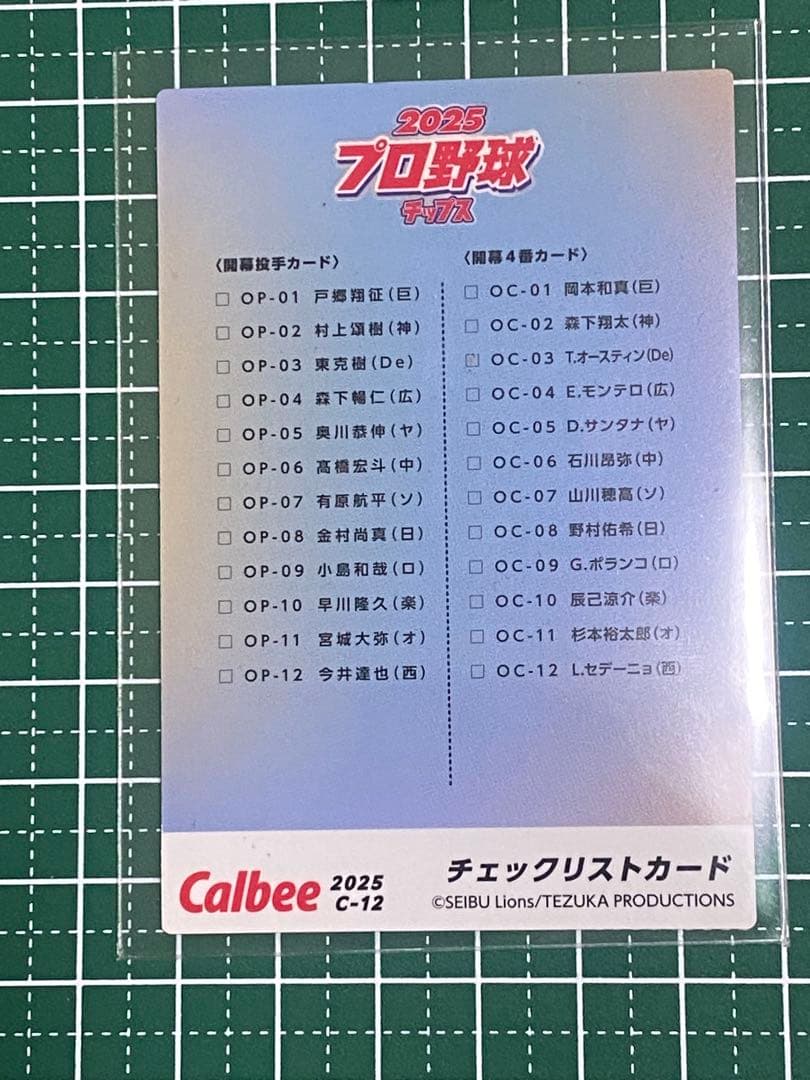 2025
プロ野球
チップス
〈開幕投手カード〉
□ OP-01 戸郷翔征(巨)
□ OP-02 村上頌樹(神)
□ OP-03 東克樹(De)
□ OP-04 森下暢仁(広)
□ OP-05 奥川恭伸(ヤ)
□ OP-06 髙橋宏斗(中)
□ OP-07 有原航平(ソ)
□ OP-08 金村尚真(日)
□ OP-09 小島和哉(ロ)
□ OP-10 早川隆久(楽)
□ OP-11 宮城大弥(オ)
□ OP-12 今井達也(西)
〈開幕4番カード〉
□ OC-01 岡本和真(巨)
□ OC-02 森下翔太(神)
□ OC-03 T.オースティン(De)
□ OC-04 E.モンテロ(広)
□ OC-05 D.サンタナ(ヤ)
□ OC-06 石川昂弥(中)
□ OC-07 山川穂高(ソ)
□ OC-08 野村佑希(日)
□ OC-09 G.ポランコ(ロ)
□ OC-10 辰己涼介(楽)
□ OC-11 杉本裕太郎(オ)
□ OC-12 L.セデーニョ(西)
Calbee 2025
C-12
チェックリストカード
©SEIBU Lions/TEZUKA PRODUCTIONS